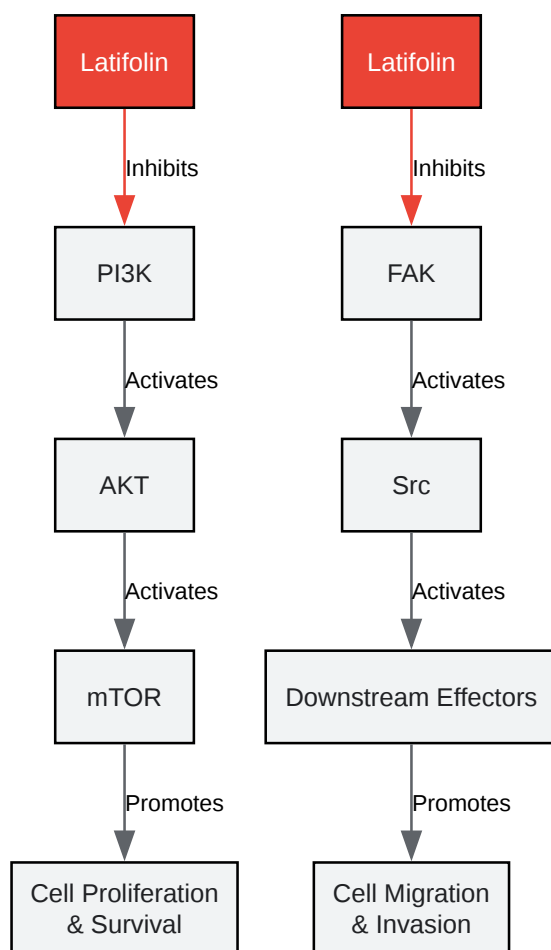 Latifolin
Inhibits
PI3K
Activates
AKT
Activates
mTOR
Promotes
Cell Proliferation
& Survival
Latifolin
Inhibits
FAK
Activates
Src
Activates
Downstream Effectors
Promotes
Cell Migration
& Invasion